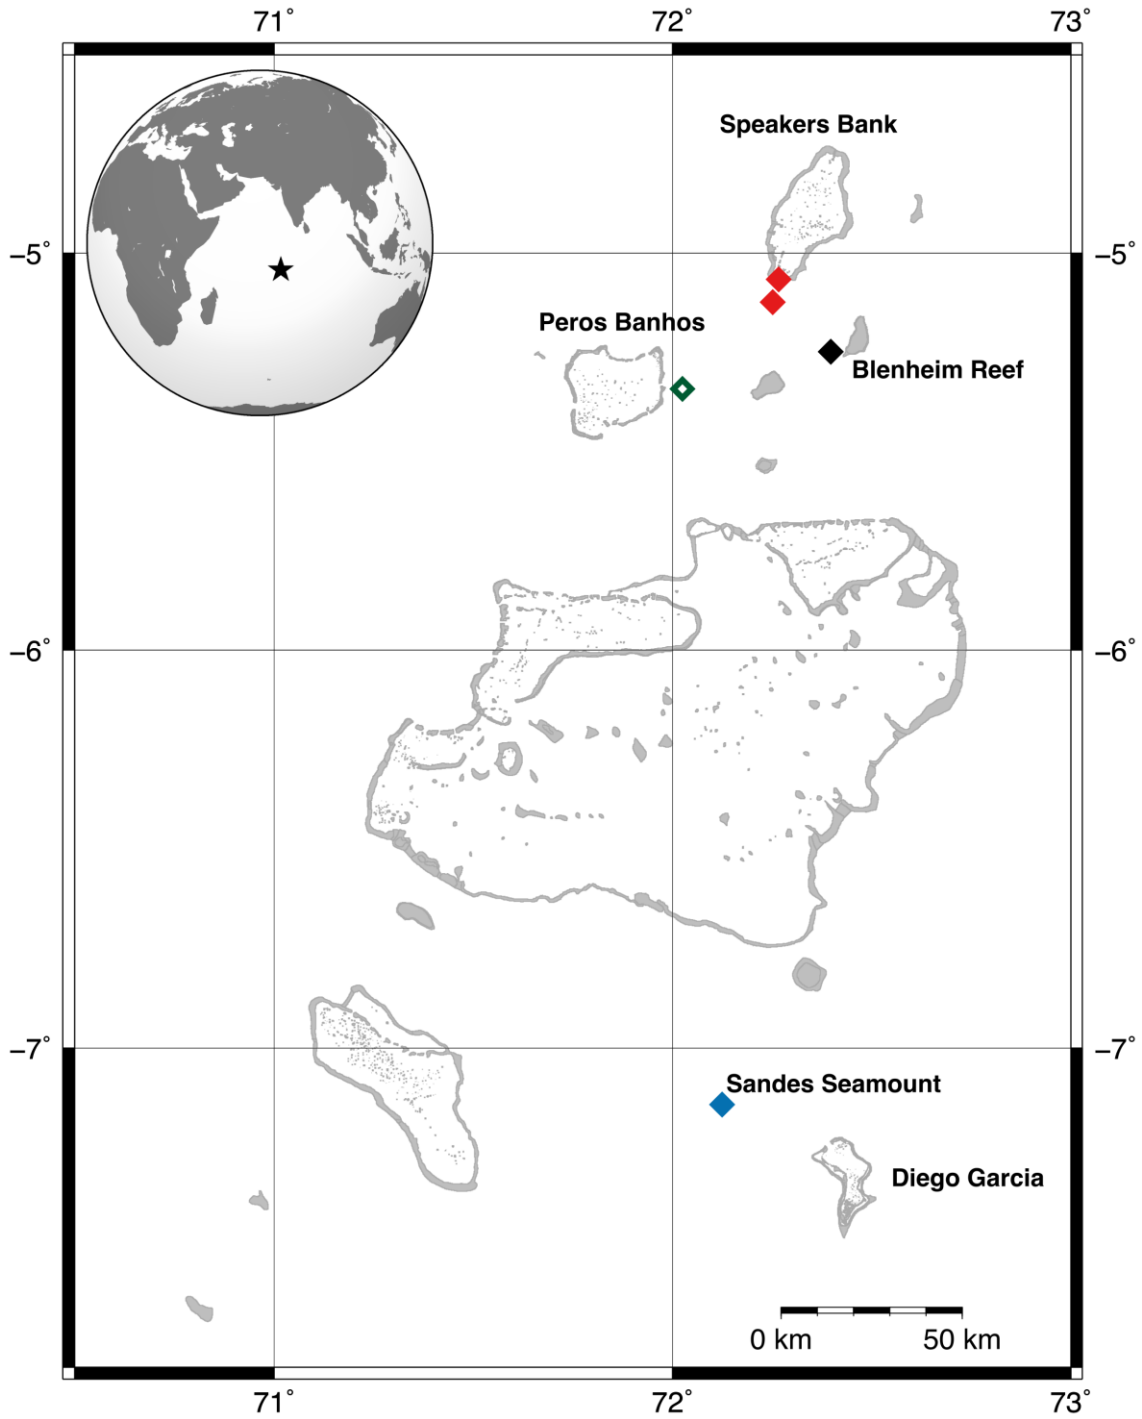 71°
72°
73°
Speakers Bank
−5°
−5°
Peros Banhos
Blenheim Reef
−6°
−6°
−7°
−7°
Sandes Seamount
Diego Garcia
0 km
50 km
71°
72°
73°